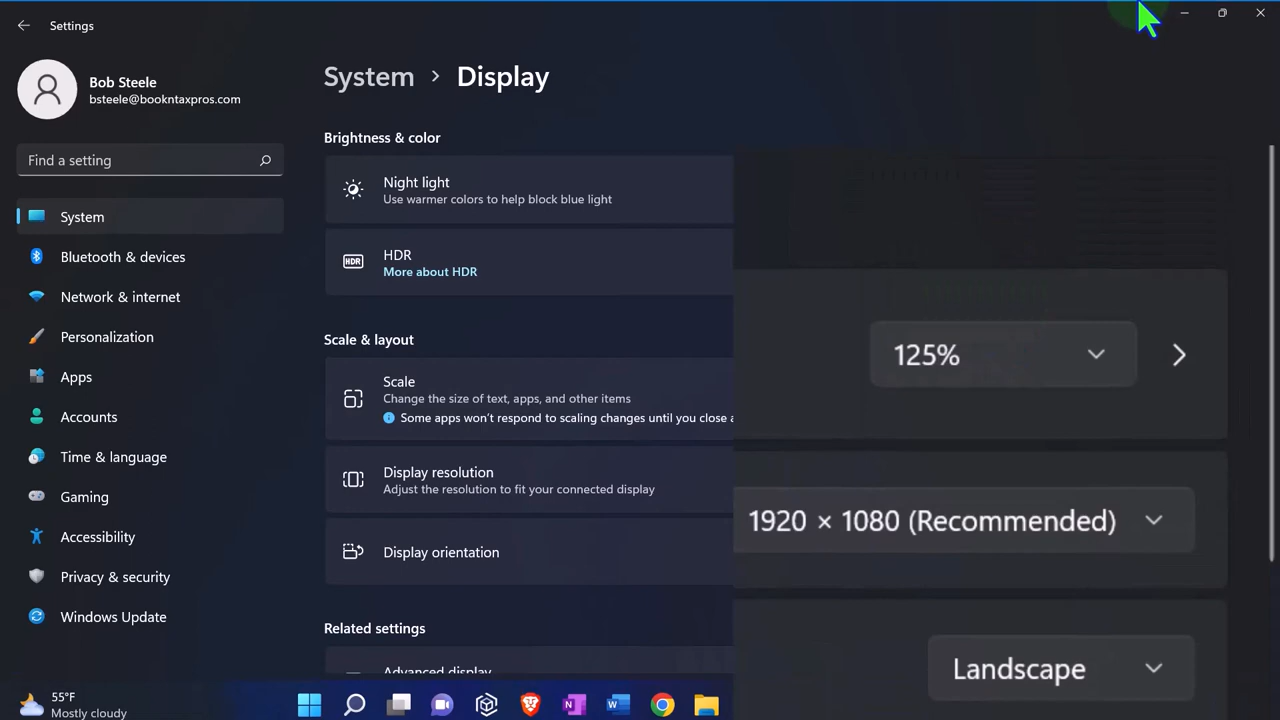 Settings
Bob Steele
bsteele@bookntaxpros.com
Find a setting
System
Bluetooth & devices
Network & internet
Personalization
Apps
Accounts
Time & language
Gaming
Accessibility
Privacy & security
Windows Update
System > Display
Brightness & color
Night light
Use warmer colors to help block blue light
HDR
HDR
More about HDR
Scale & layout
Scale
Change the size of text, apps, and other items
Some apps won't respond to scaling changes until you close a
125%
Display resolution
Adjust the resolution to fit your connected display
1920 × 1080 (Recommended)
Display orientation
Landscape
Related settings
Advanced display
55°F
Mostly cloudy